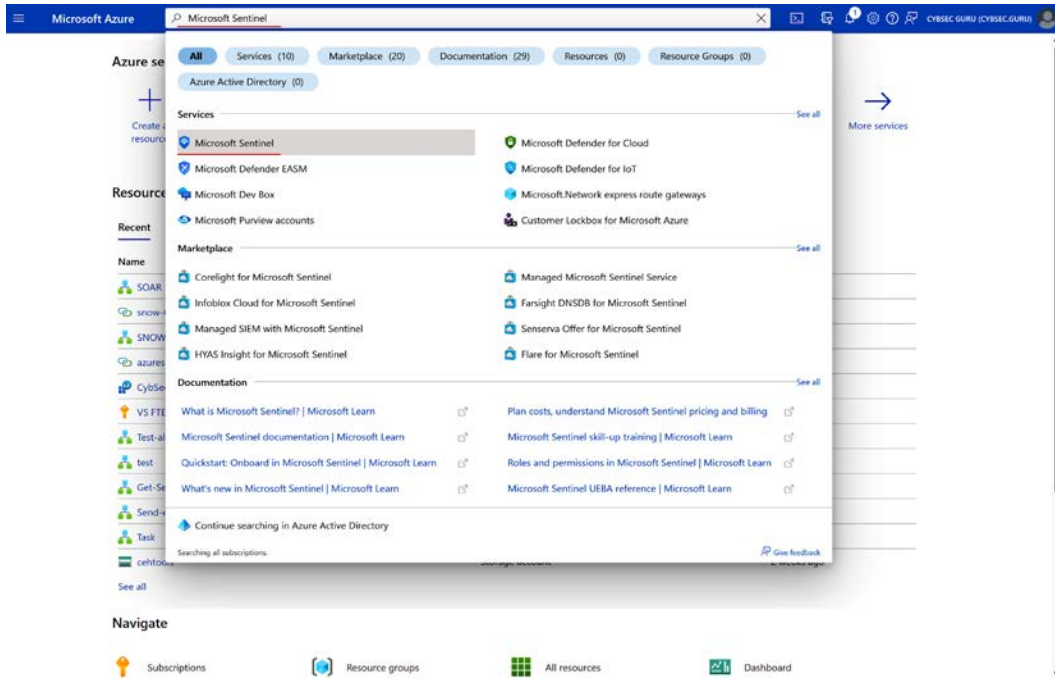 Microsoft Azure
Microsoft Sentinel
CYBSEC GURU (CYBSEC.GURU)
Azure se
All
Services (10)
Marketplace (20)
Documentation (29)
Resources (0)
Resource Groups (0)
Azure Active Directory (0)
Create a
resourc
More services
Services
See all
Microsoft Sentinel
Microsoft Defender for Cloud
Microsoft Defender EASM
Microsoft Defender for IoT
Microsoft Dev Box
Microsoft.Network express route gateways
Microsoft Purview accounts
Customer Lockbox for Microsoft Azure
Resource
Recent
Name
Marketplace
See all
Corelight for Microsoft Sentinel
Managed Microsoft Sentinel Service
Infoblox Cloud for Microsoft Sentinel
Farsight DNSDB for Microsoft Sentinel
Managed SIEM with Microsoft Sentinel
Senserva Offer for Microsoft Sentinel
HYAS Insight for Microsoft Sentinel
Flare for Microsoft Sentinel
SOAR
snow-
SNOW
azures
CybSe
VS FTE
Test-al
test
Get-Se
Send-e
Task
cehtools
Documentation
See all
What is Microsoft Sentinel? | Microsoft Learn
Plan costs, understand Microsoft Sentinel pricing and billing
Microsoft Sentinel documentation | Microsoft Learn
Microsoft Sentinel skill-up training | Microsoft Learn
Quickstart: Onboard in Microsoft Sentinel | Microsoft Learn
Roles and permissions in Microsoft Sentinel | Microsoft Learn
What's new in Microsoft Sentinel | Microsoft Learn
Microsoft Sentinel UEBA reference | Microsoft Learn
Continue searching in Azure Active Directory
Searching all subscriptions.
Give feedback
Storage account
2 weeks ago
See all
Navigate
Subscriptions
Resource groups
All resources
Dashboard